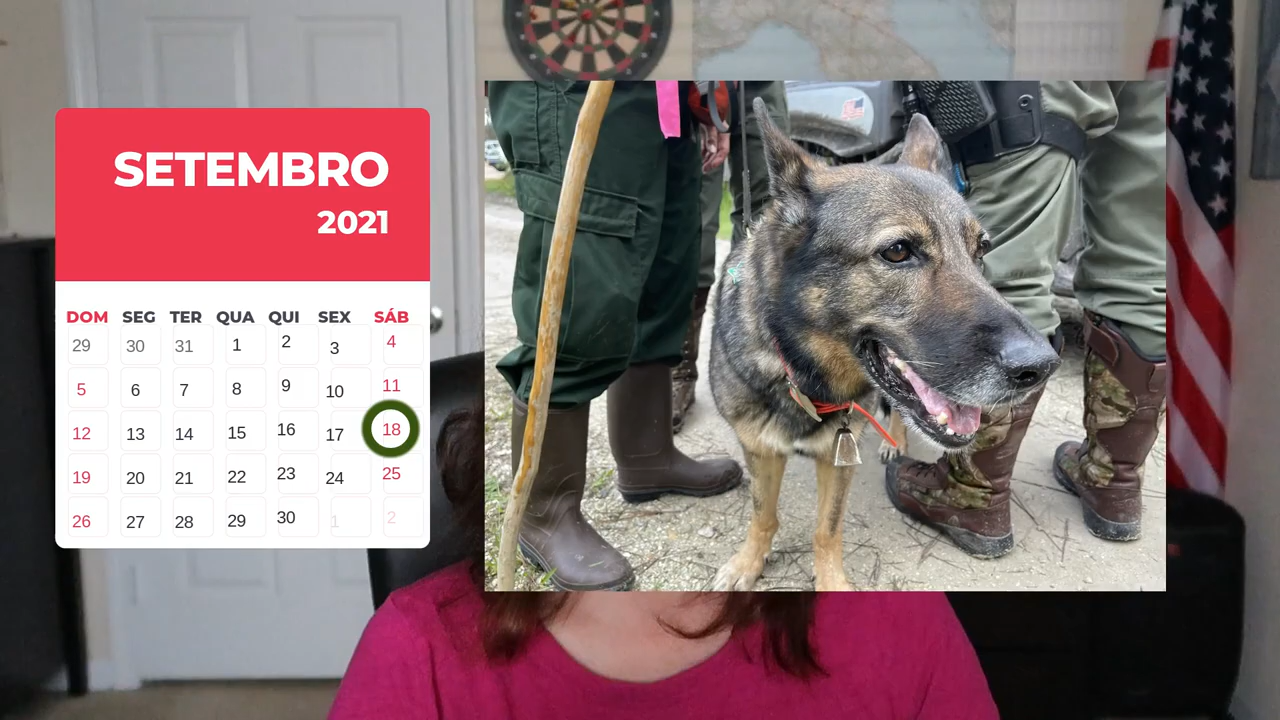 SETEMBRO
2021
DOM SEG TER QUA QUI SEX SÁB
29 30 31 1 2 3 4
5 6 7 8 9 10 11
12 13 14 15 16 17 18
19 20 21 22 23 24 25
26 27 28 29 30 1 2